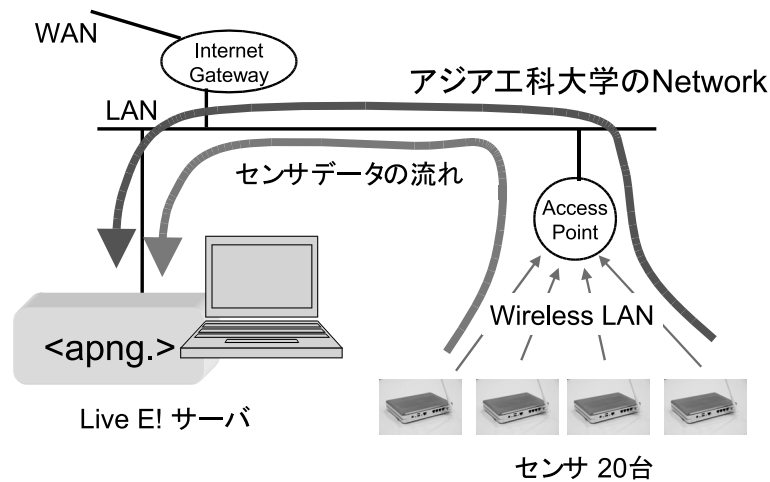 WAN
Internet
Gateway
アジア工科大学のNetwork
LAN
センサデータの流れ
Access
Point
Wireless LAN
<apng.>
Live E! サーバ
センサ 20台